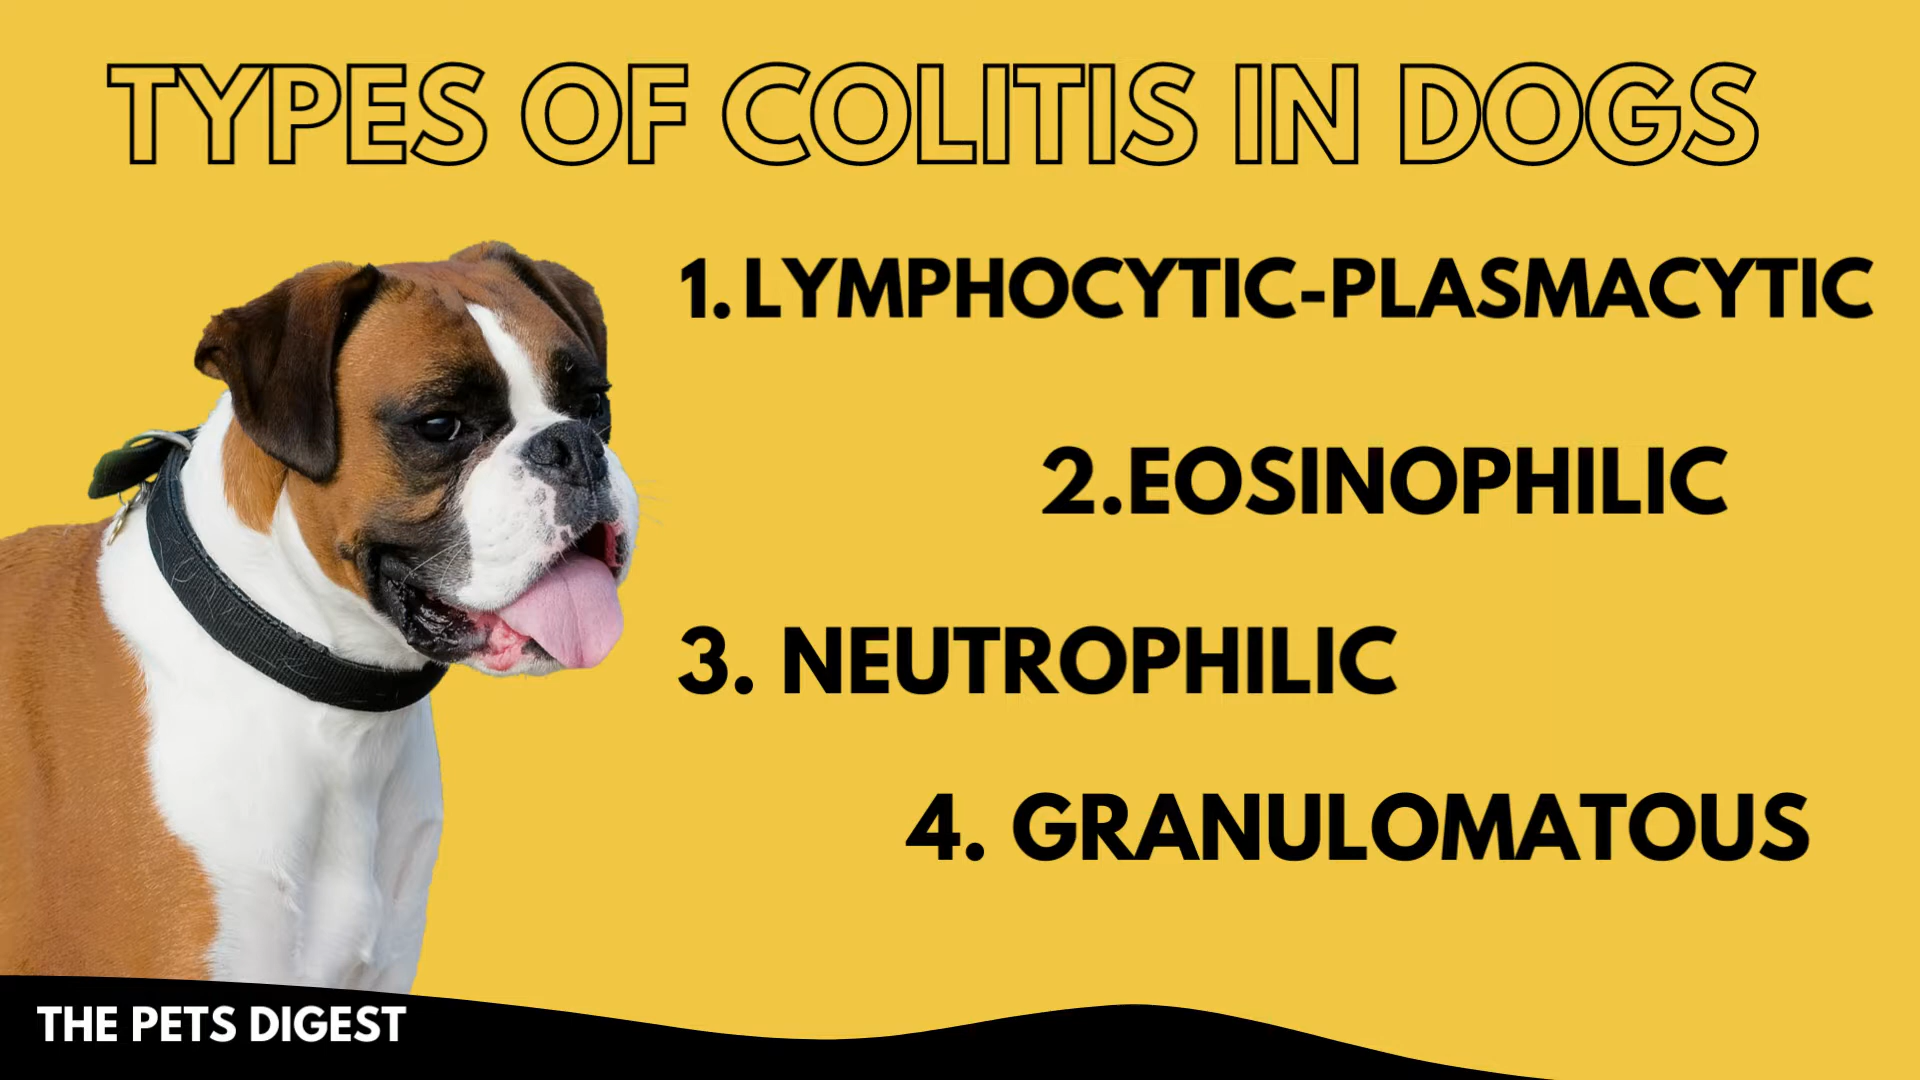 TYPES OF COLITIS IN DOGS
1. LYMPHOCYTIC-PLASMACYTIC
2.EOSINOPHILIC
3. NEUTROPHILIC
4. GRANULOMATOUS
THE PETS DIGEST